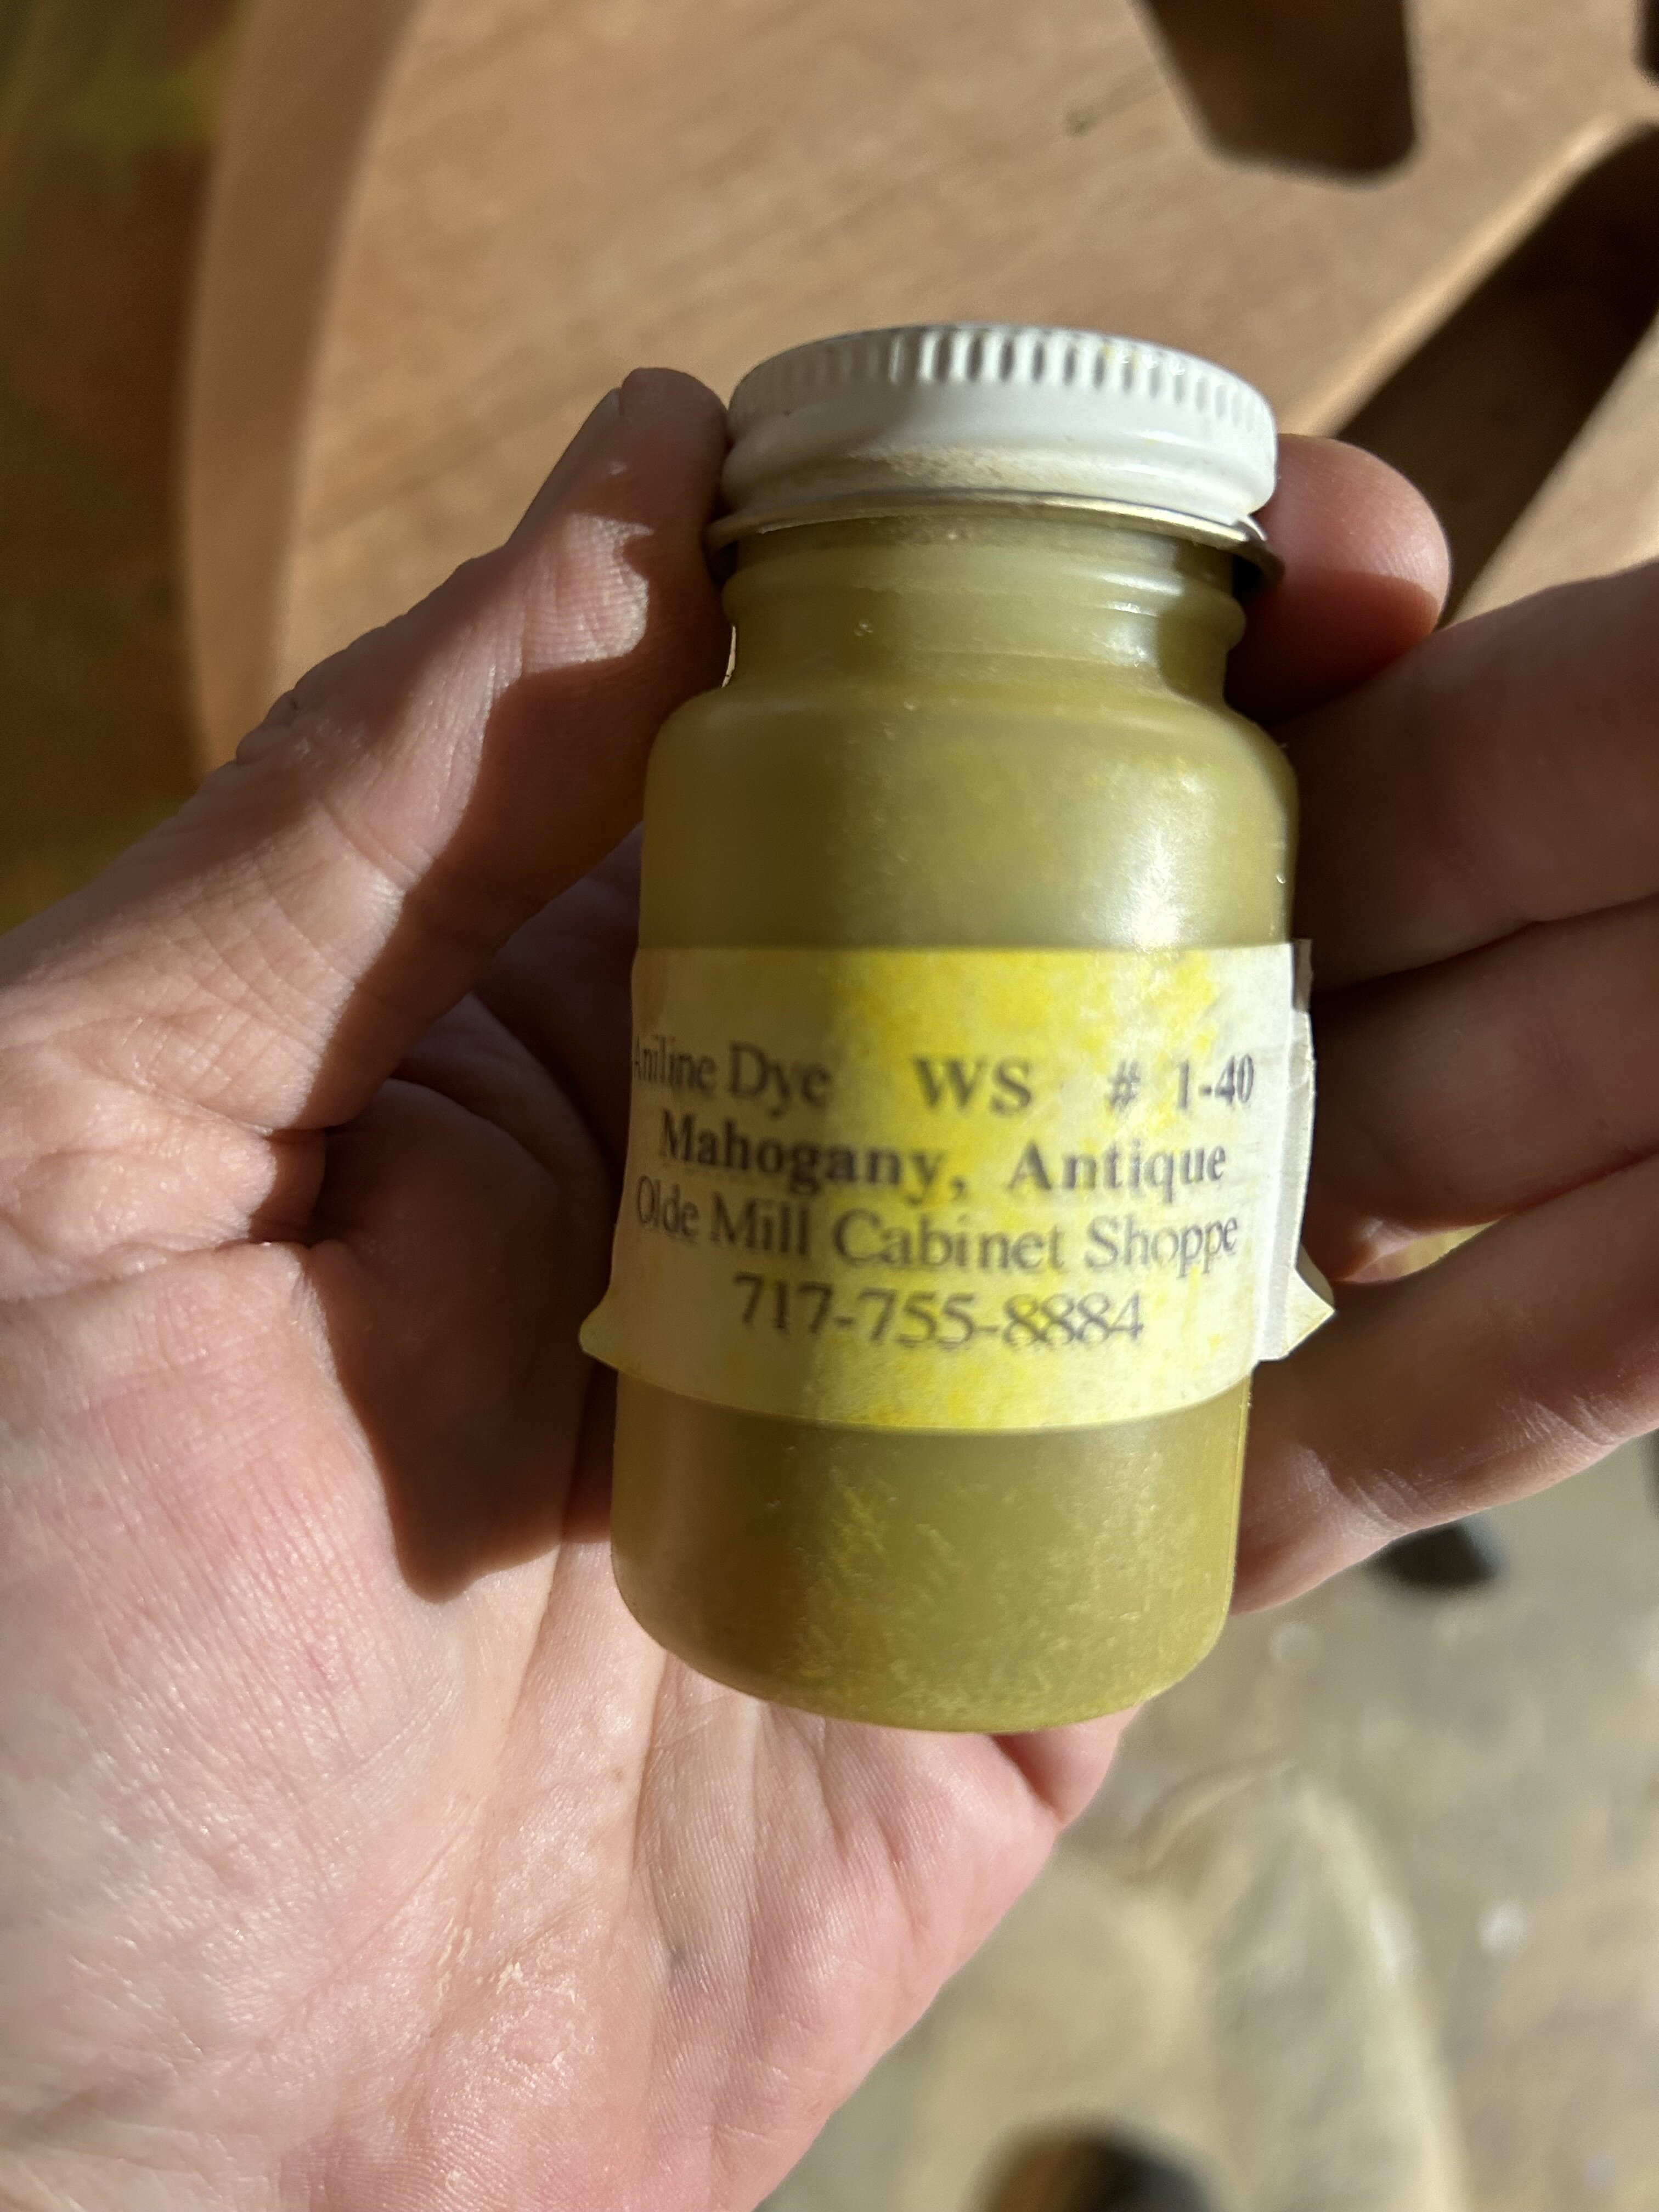 Aniline Dye WS # 1-40
Mahogany, Antique
Olde Mill Cabinet Shoppe
717-755-8884